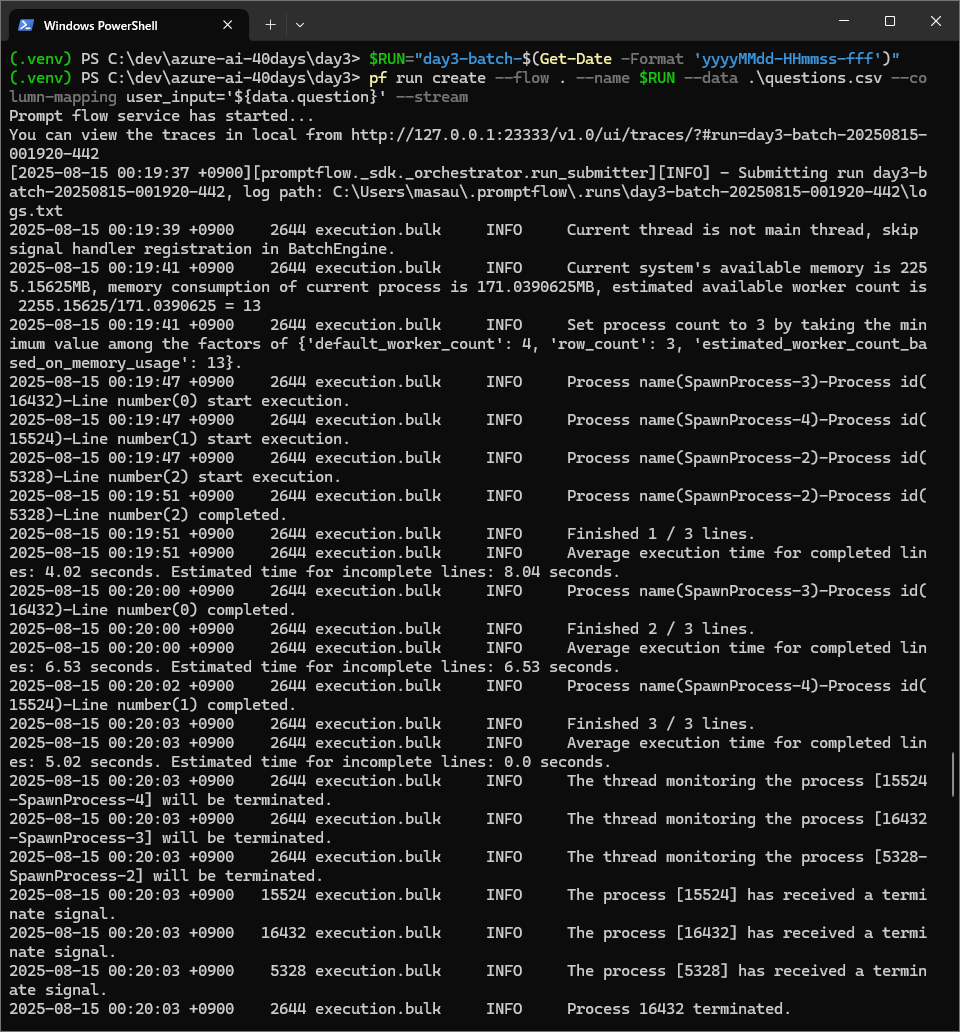 Windows PowerShell
(.venv) PS C:\dev\azure-ai-40days\day3> $RUN="day3-batch-$(Get-Date -Format 'yyyyMMdd-HHmmss-fff')"
(.venv) PS C:\dev\azure-ai-40days\day3> pf run create --flow . --name $RUN --data .\questions.csv --co
lumn-mapping user_input='${data.question}' --stream
Prompt flow service has started...
You can view the traces in local from http://127.0.0.1:23333/v1.0/ui/traces/?#run=day3-batch-20250815-
001920-442
[2025-08-15 00:19:37 +0900][promptflow._sdk._orchestrator.run_submitter][INFO] - Submitting run day3-b
atch-20250815-001920-442, log path: C:\Users\masau\.promptflow\.runs\day3-batch-20250815-001920-442\lo
gs.txt
2025-08-15 00:19:39 +0900    2644 execution.bulk     INFO     Current thread is not main thread, skip
signal handler registration in BatchEngine.
2025-08-15 00:19:41 +0900    2644 execution.bulk     INFO     Current system's available memory is 225
5.15625MB, memory consumption of current process is 171.0390625MB, estimated available worker count is
 2255.15625/171.0390625 = 13
2025-08-15 00:19:41 +0900    2644 execution.bulk     INFO     Set process count to 3 by taking the min
imum value among the factors of {'default_worker_count': 4, 'row_count': 3, 'estimated_worker_count_ba
sed_on_memory_usage': 13}.
2025-08-15 00:19:47 +0900    2644 execution.bulk     INFO     Process name(SpawnProcess-3)-Process id(
16432)-Line number(0) start execution.
2025-08-15 00:19:47 +0900    2644 execution.bulk     INFO     Process name(SpawnProcess-4)-Process id(
15524)-Line number(1) start execution.
2025-08-15 00:19:47 +0900    2644 execution.bulk     INFO     Process name(SpawnProcess-2)-Process id(
5328)-Line number(2) start execution.
2025-08-15 00:19:51 +0900    2644 execution.bulk     INFO     Process name(SpawnProcess-2)-Process id(
5328)-Line number(2) completed.
2025-08-15 00:19:51 +0900    2644 execution.bulk     INFO     Finished 1 / 3 lines.
2025-08-15 00:19:51 +0900    2644 execution.bulk     INFO     Average execution time for completed lin
es: 4.02 seconds. Estimated time for incomplete lines: 8.04 seconds.
2025-08-15 00:20:00 +0900    2644 execution.bulk     INFO     Process name(SpawnProcess-3)-Process id(
16432)-Line number(0) completed.
2025-08-15 00:20:00 +0900    2644 execution.bulk     INFO     Finished 2 / 3 lines.
2025-08-15 00:20:00 +0900    2644 execution.bulk     INFO     Average execution time for completed lin
es: 6.53 seconds. Estimated time for incomplete lines: 6.53 seconds.
2025-08-15 00:20:02 +0900    2644 execution.bulk     INFO     Process name(SpawnProcess-4)-Process id(
15524)-Line number(1) completed.
2025-08-15 00:20:03 +0900    2644 execution.bulk     INFO     Finished 3 / 3 lines.
2025-08-15 00:20:03 +0900    2644 execution.bulk     INFO     Average execution time for completed lin
es: 5.02 seconds. Estimated time for incomplete lines: 0.0 seconds.
2025-08-15 00:20:03 +0900    2644 execution.bulk     INFO     The thread monitoring the process [15524
-SpawnProcess-4] will be terminated.
2025-08-15 00:20:03 +0900    2644 execution.bulk     INFO     The thread monitoring the process [16432
-SpawnProcess-3] will be terminated.
2025-08-15 00:20:03 +0900    2644 execution.bulk     INFO     The thread monitoring the process [5328-
SpawnProcess-2] will be terminated.
2025-08-15 00:20:03 +0900   15524 execution.bulk     INFO     The process [15524] has received a termi
nate signal.
2025-08-15 00:20:03 +0900   16432 execution.bulk     INFO     The process [16432] has received a termi
nate signal.
2025-08-15 00:20:03 +0900    5328 execution.bulk     INFO     The process [5328] has received a termin
ate signal.
2025-08-15 00:20:03 +0900    2644 execution.bulk     INFO     Process 16432 terminated.